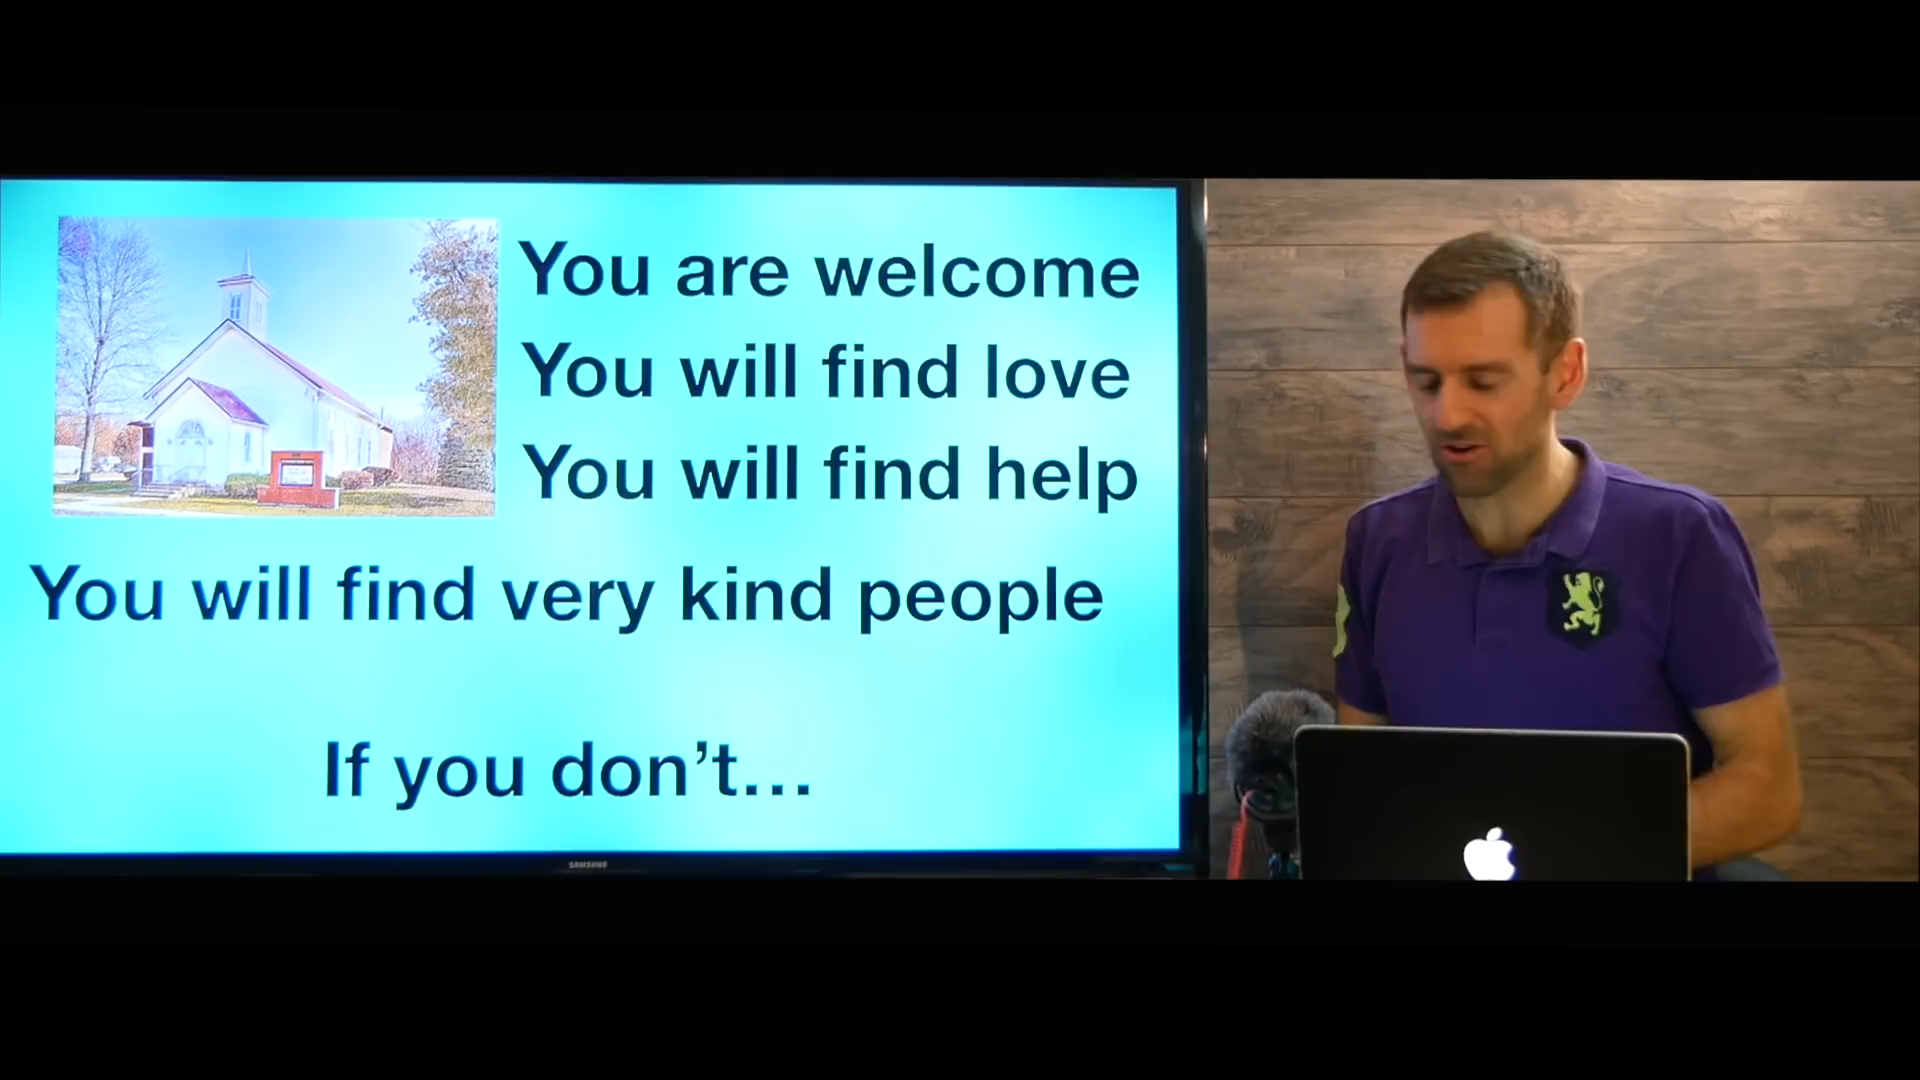 You are welcome
You will find love
You will find help
You will find very kind people
If you don’t...
SAMSUNG